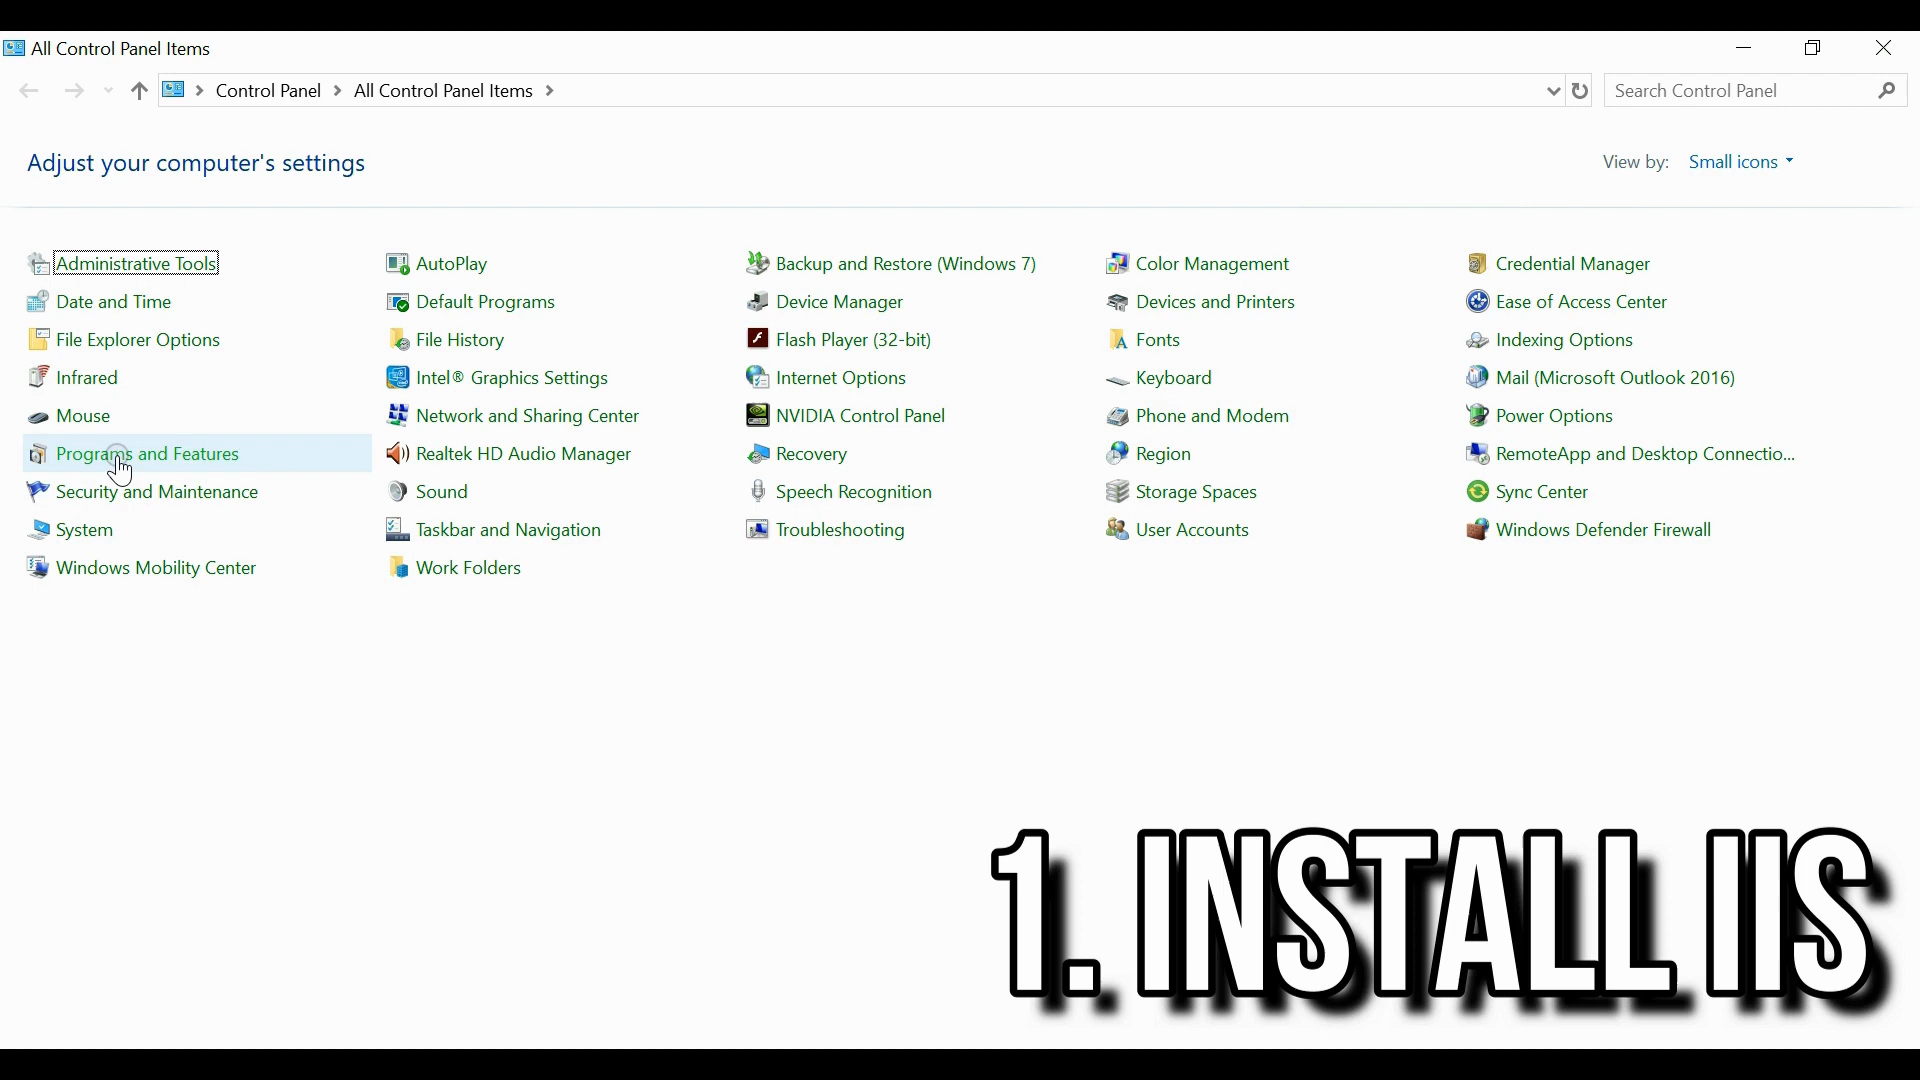 All Control Panel Items
Control Panel > All Control Panel Items >
Search Control Panel
Adjust your computer's settings
View by: Small icons
Administrative Tools
AutoPlay
Backup and Restore (Windows 7)
Color Management
Credential Manager
Date and Time
Default Programs
Device Manager
Devices and Printers
Ease of Access Center
File Explorer Options
File History
Flash Player (32-bit)
Fonts
Indexing Options
Infrared
Intel® Graphics Settings
Internet Options
Keyboard
Mail (Microsoft Outlook 2016)
Mouse
Network and Sharing Center
NVIDIA Control Panel
Phone and Modem
Power Options
Programs and Features
Realtek HD Audio Manager
Recovery
Region
RemoteApp and Desktop Connectio...
Security and Maintenance
Sound
Speech Recognition
Storage Spaces
Sync Center
System
Taskbar and Navigation
Troubleshooting
User Accounts
Windows Defender Firewall
Windows Mobility Center
Work Folders
1. INSTALL IIS